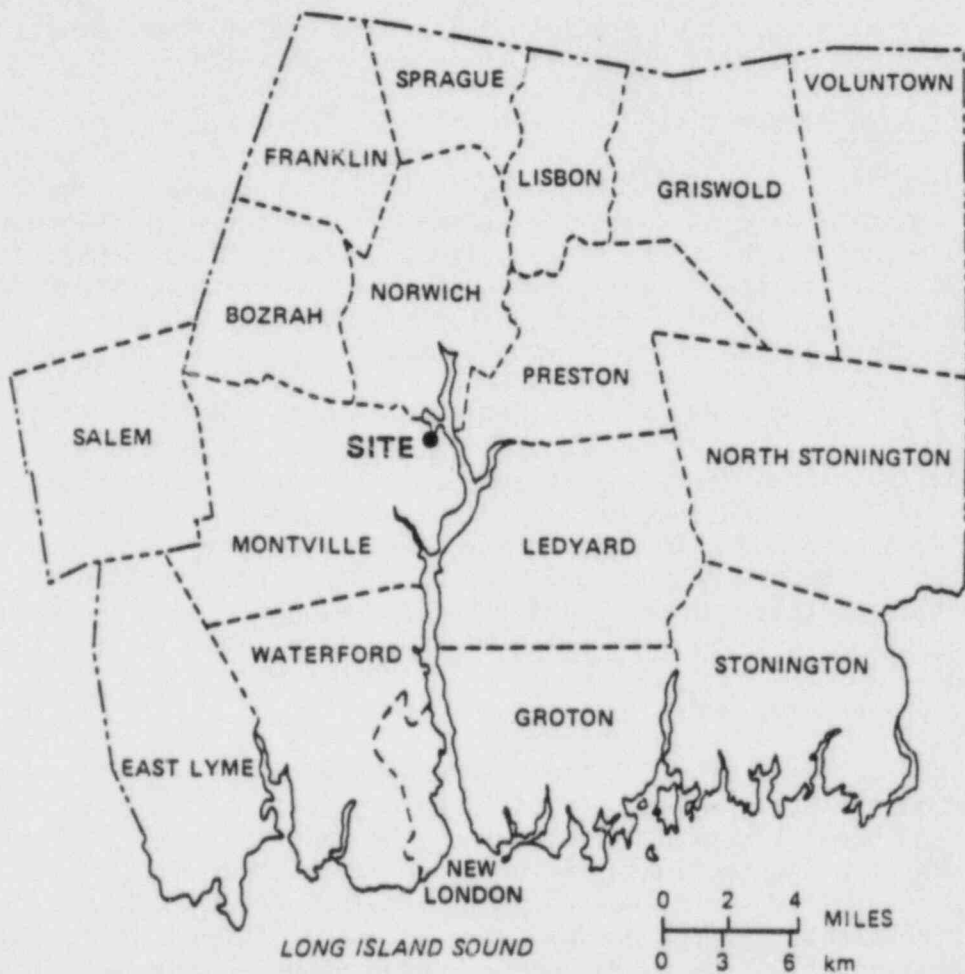 SPRAGUE
VOLUNTOWN
FRANKLIN
LISBON
GRISWOLD
NORWICH
BOZRAH
PRESTON
SALEM
SITE
NORTH STONINGTON
MONTVILLE
LEDYARD
WATERFORD
STONINGTON
GROTON
EAST LYME
NEW
LONDON
LONG ISLAND SOUND
0 2 4
MILES
0 3 6 km